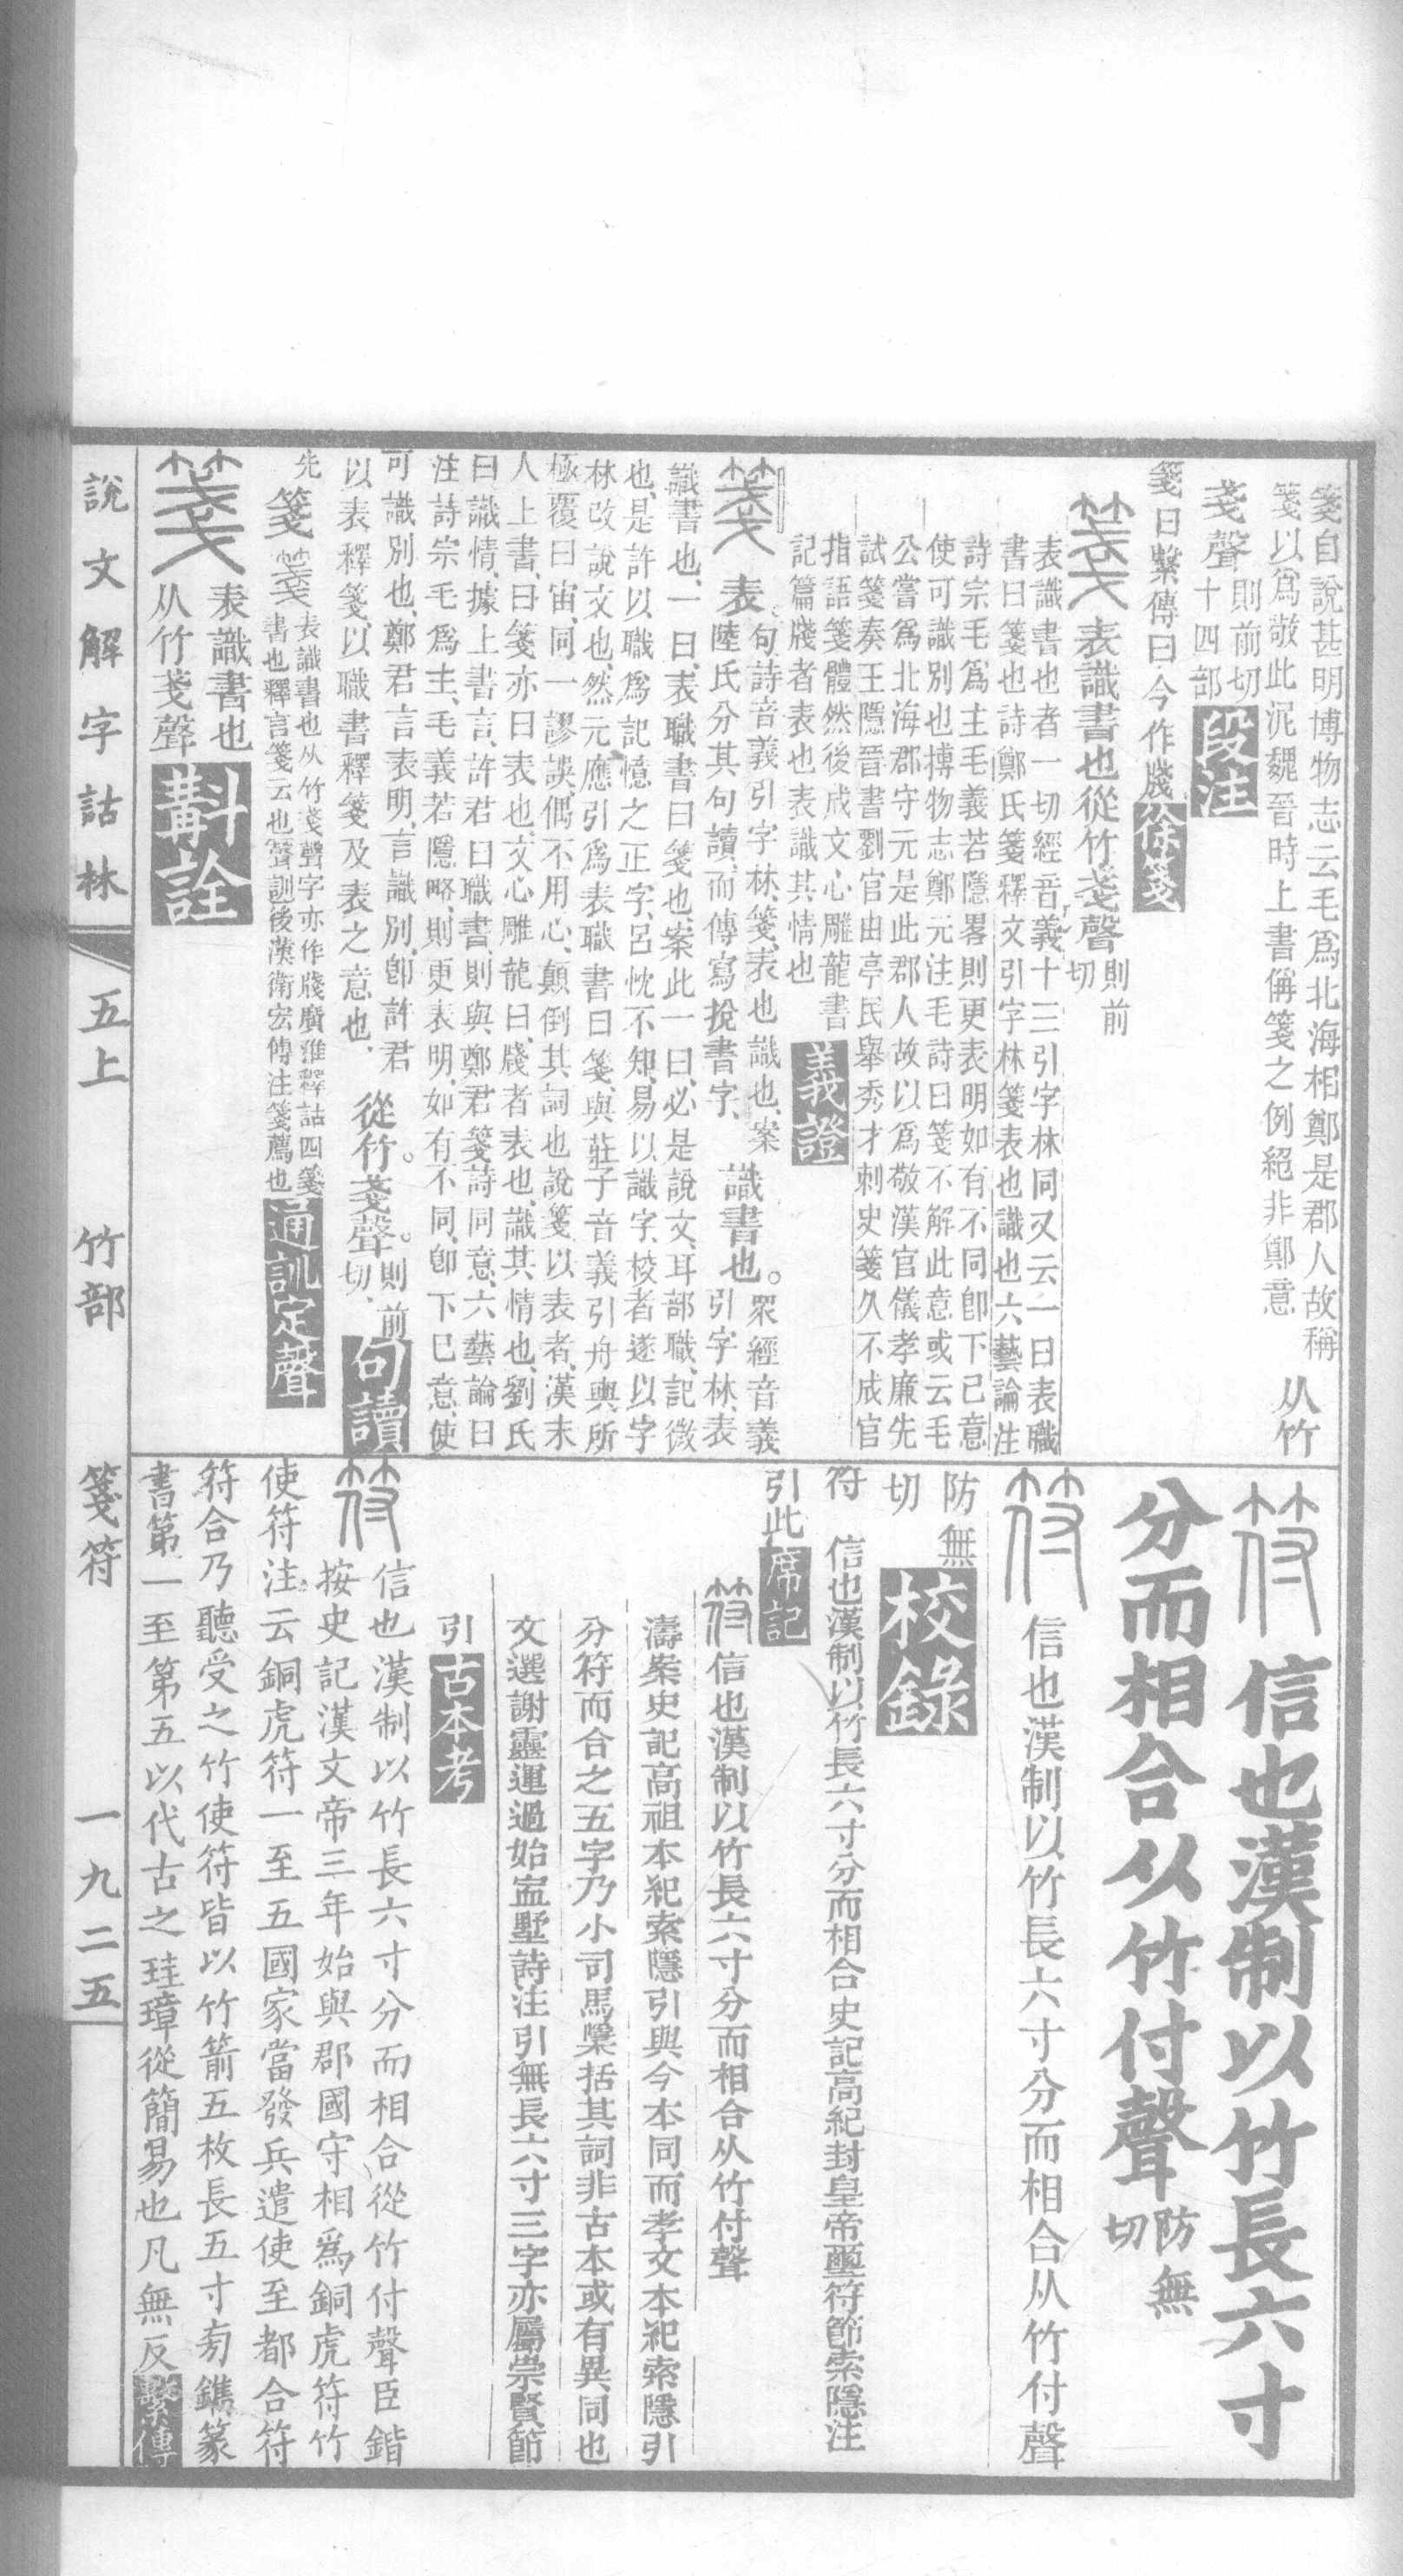 箋自說甚明博物志云毛爲北海相鄭是郡人故稱
箋以爲敬此泥魏晉時上書偁箋之例絕非鄭意
从竹
戔聲
則前切
十四部
段注
箋曰繫傳曰今作牋
徐箋
箋
表識書也從竹戔聲
則前
切
表識書也者一切經音義十三引字林同又云一曰表職
書曰箋也詩鄭氏箋釋文引字林箋表也識也六藝論注
詩宗毛爲主毛義若隱畧則更表明如有不同卽下己意
使可識別也博物志鄭元注毛詩曰箋不解此意或云毛
公嘗爲北海郡守元是此郡人故以爲敬漢官儀孝廉先
試箋奏王隱晉書劉官由亭民舉秀才刺史箋久不成官
指語箋體然後成文心雕龍書
記篇牋者表也表識其情也
義證
箋
表。
句、詩音義引字林、箋、表也、識也、案
陸氏分其句讀、而傳寫挩書字、
識書也。
眾經音義
引字林、表
識書也、一曰、表職書曰箋也、案此一曰、必是說文、耳部職、記微
也、是許以職爲記憶之正字、呂忱不知、易以識字、校者遂以字
林改說文也、然元應引爲表職書曰箋、與莊子音義引舟輿所
極覆曰宙、同一謬誤、偶不用心、顛倒其詞也、說箋以表者、漢末
人上書、曰箋亦曰表也、文心雕龍曰、牋者表也、識其情也、劉氏
曰識情、據上書言、許君曰職書、則與鄭君箋詩同意、六藝論曰
注詩宗毛爲主、毛義若隱略、則更表明、如有不同、卽下已意、使
可識別也、鄭君言表明、言識別、卽許君
以表釋箋、以職書釋箋及表之意也、
從竹。戔聲。
則前
切、
句讀
先
箋
箋
表識書也从竹戔聲字亦作牋廣雅釋詁四箋
書也釋言箋云也聲訓後漢衛宏傳注箋薦也
通訓定聲
箋
表識書也
从竹戔聲
斠詮
符
信也漢制以竹長六寸
分而相合从竹付聲
防無
切
符
信也漢制以竹長六寸分而相合从竹付聲
防無
切
校錄
符
信也漢制以竹長六寸分而相合史記高紀封皇帝璽符節索隱注
引此
席記
符
信也漢制以竹長六寸分而相合从竹付聲
濤案史記高祖本紀索隱引與今本同而孝文本紀索隱引
分符而合之五字乃小司馬檃括其詞非古本或有異同也
文選謝靈運過始寍墅詩注引無長六寸三字亦屬崇賢節
引
古本考
符
信也漢制以竹長六寸分而相合從竹付聲臣鍇
按史記漢文帝三年始與郡國守相爲銅虎符竹
使符注云銅虎符一至五國家當發兵遣使至都合符
符合乃聽受之竹使符皆以竹箭五枚長五寸刻鐫篆
書第一至第五以代古之珪璋從簡易也凡無反
繫傳
說文解字詁林
五上
竹部
箋符
一九二五